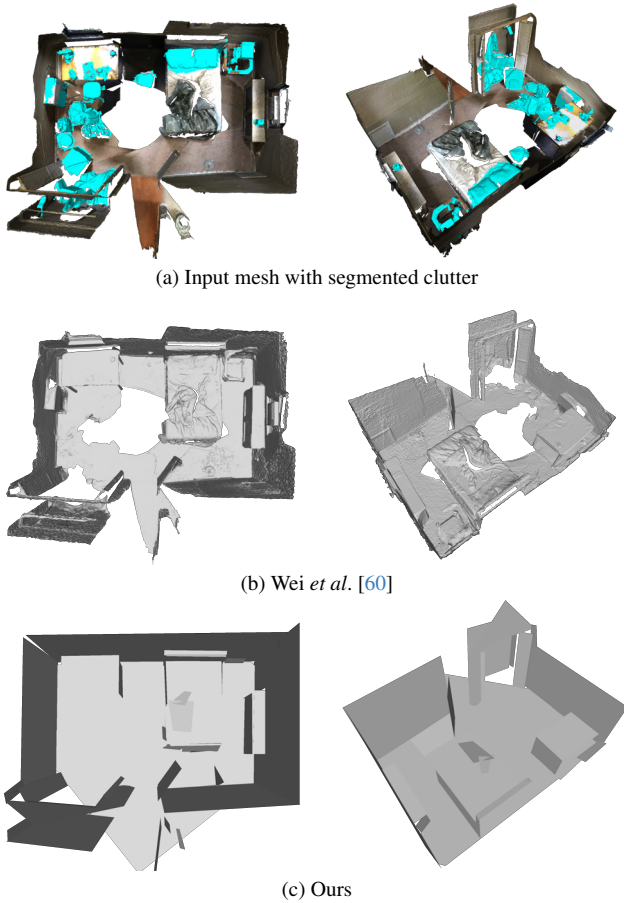 (a) Input mesh with segmented clutter
(b) Wei et al. [60]
(c) Ours